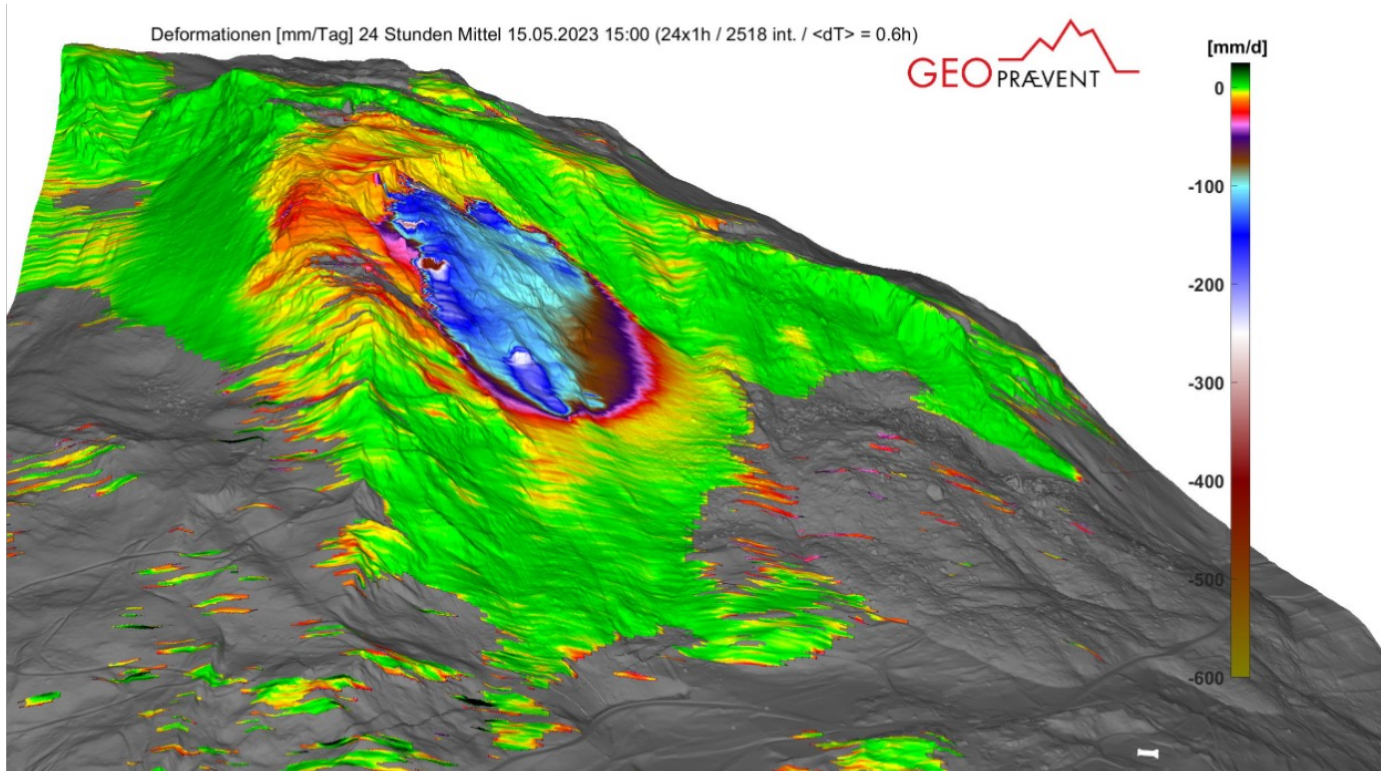 Deformationen [mm/Tag] 24 Stunden Mittel 15.05.2023 15:00 (24x1h / 2518 int. / <dT> = 0.6h)
GEO PRÆVENT
[mm/d]
0
-100
-200
-300
-400
-500
-600